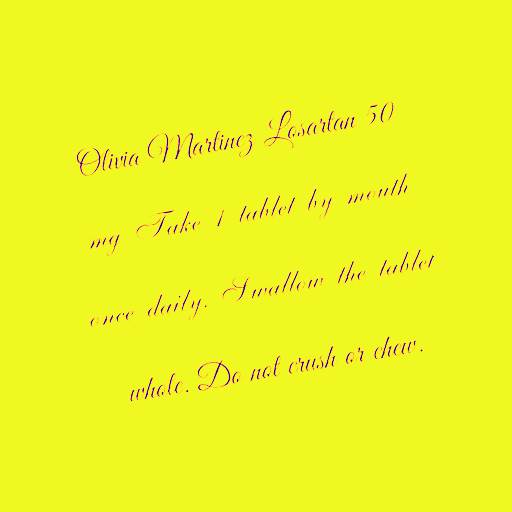 Olivia Martinez Losartan 50
mg Take 1 tablet by mouth
once daily. Swallow the tablet
whole. Do not crush or chew.